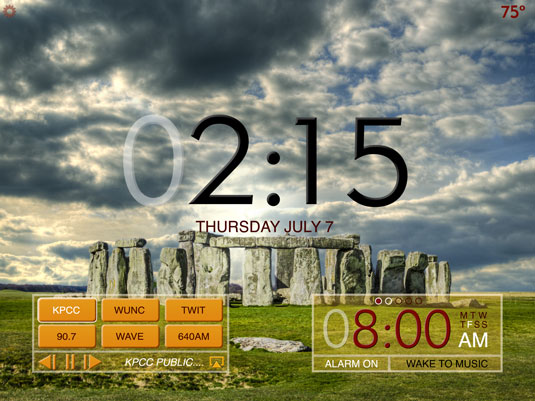 75°
02:15
THURSDAY JULY 7
KPCC WUNC TWIT
90.7 WAVE 640AM
KPCC PUBLIC...
M T W
T F S S
08:00 AM
ALARM ON WAKE TO MUSIC